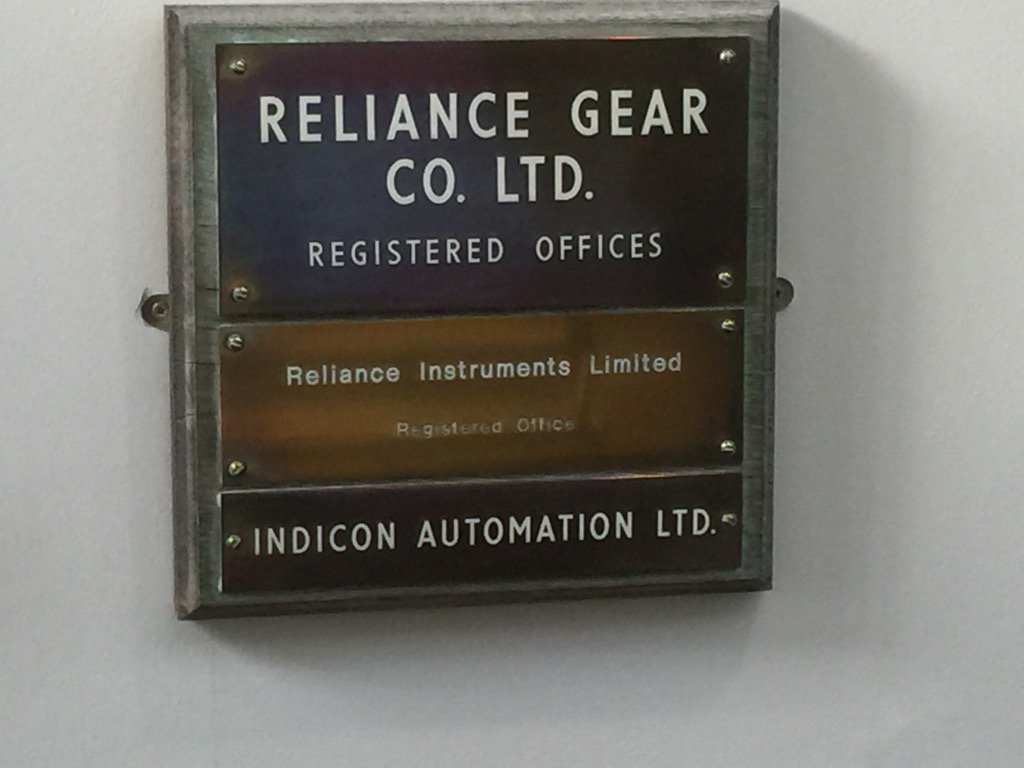 RELIANCE GEAR
CO. LTD.
REGISTERED OFFICES
Reliance Instruments Limited
Registered Office
INDICON AUTOMATION LTD.